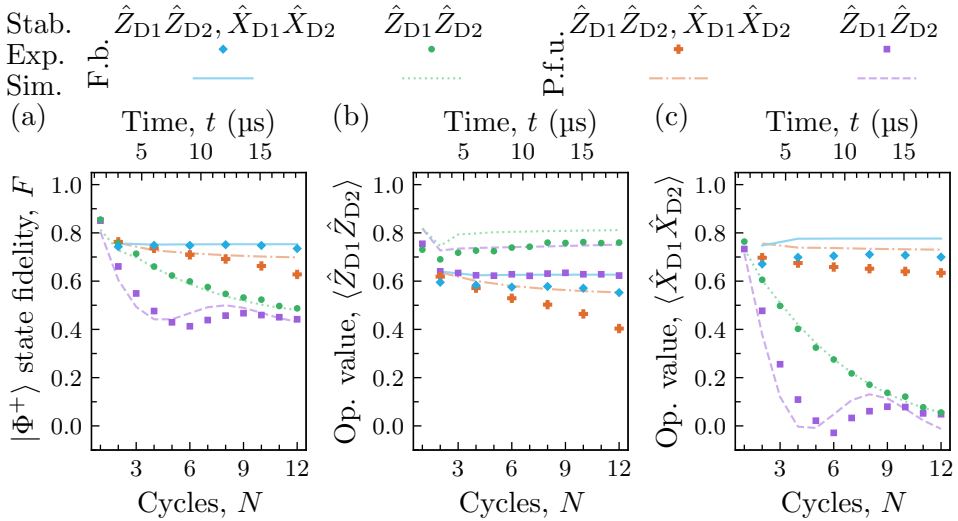 Stab. Ẑ_D1Ẑ_D2, X̂_D1X̂_D2 Ẑ_D1Ẑ_D2 Ẑ_D1Ẑ_D2, X̂_D1X̂_D2 Ẑ_D1Ẑ_D2
Exp.
Sim.
F.b.
P.f.u.
(a)
Time, t (µs)
5 10 15
|Φ⁺⟩ state fidelity, F
1.0
0.8
0.6
0.4
0.2
0.0
3 6 9 12
Cycles, N
(b)
Time, t (µs)
5 10 15
Op. value, ⟨Ẑ_D1Ẑ_D2⟩
1.0
0.8
0.6
0.4
0.2
0.0
3 6 9 12
Cycles, N
(c)
Time, t (µs)
5 10 15
Op. value, ⟨X̂_D1X̂_D2⟩
1.0
0.8
0.6
0.4
0.2
0.0
3 6 9 12
Cycles, N